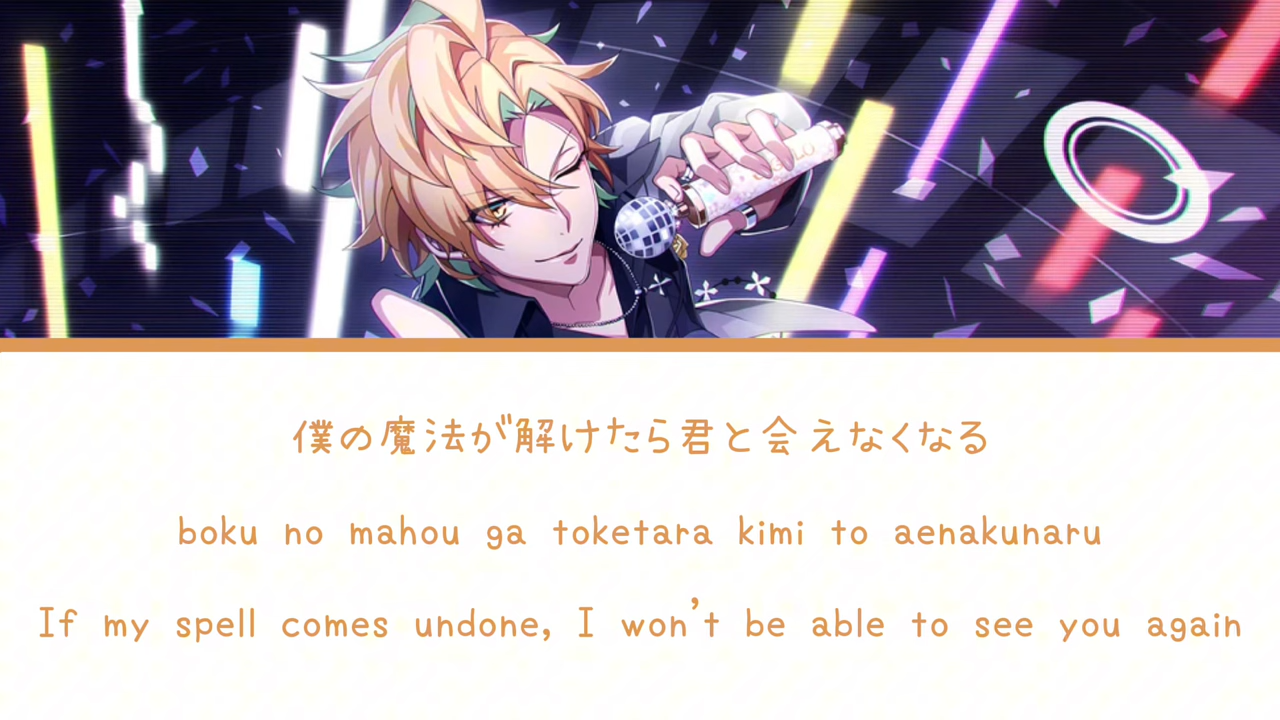 僕の魔法が解けたら君と会えなくなる
boku no mahou ga toketara kimi to aenakunaru
If my spell comes undone, I won't be able to see you again